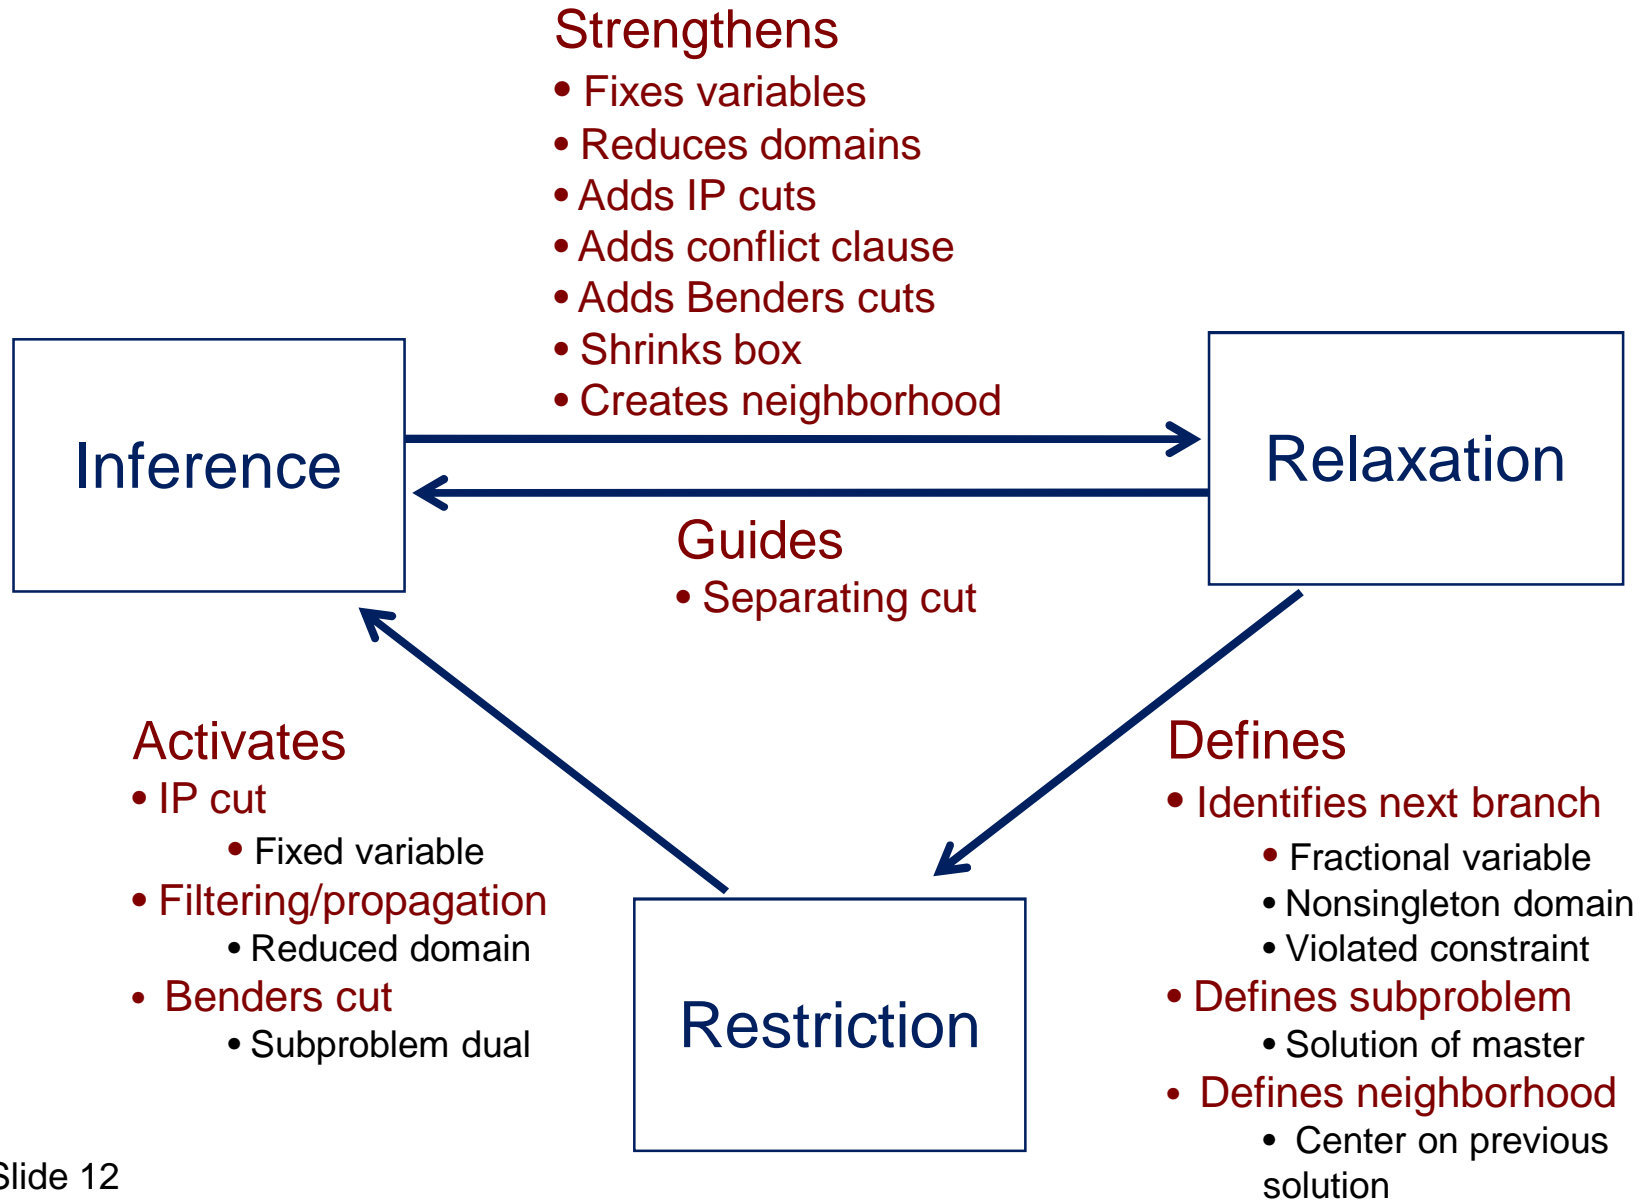 Strengthens
• Fixes variables
• Reduces domains
• Adds IP cuts
• Adds conflict clause
• Adds Benders cuts
• Shrinks box
• Creates neighborhood
Inference
Relaxation
Guides
• Separating cut
Activates
• IP cut
• Fixed variable
• Filtering/propagation
• Reduced domain
• Benders cut
• Subproblem dual
Restriction
Defines
• Identifies next branch
• Fractional variable
• Nonsingleton domain
• Violated constraint
• Defines subproblem
• Solution of master
• Defines neighborhood
• Center on previous
solution
Slide 12